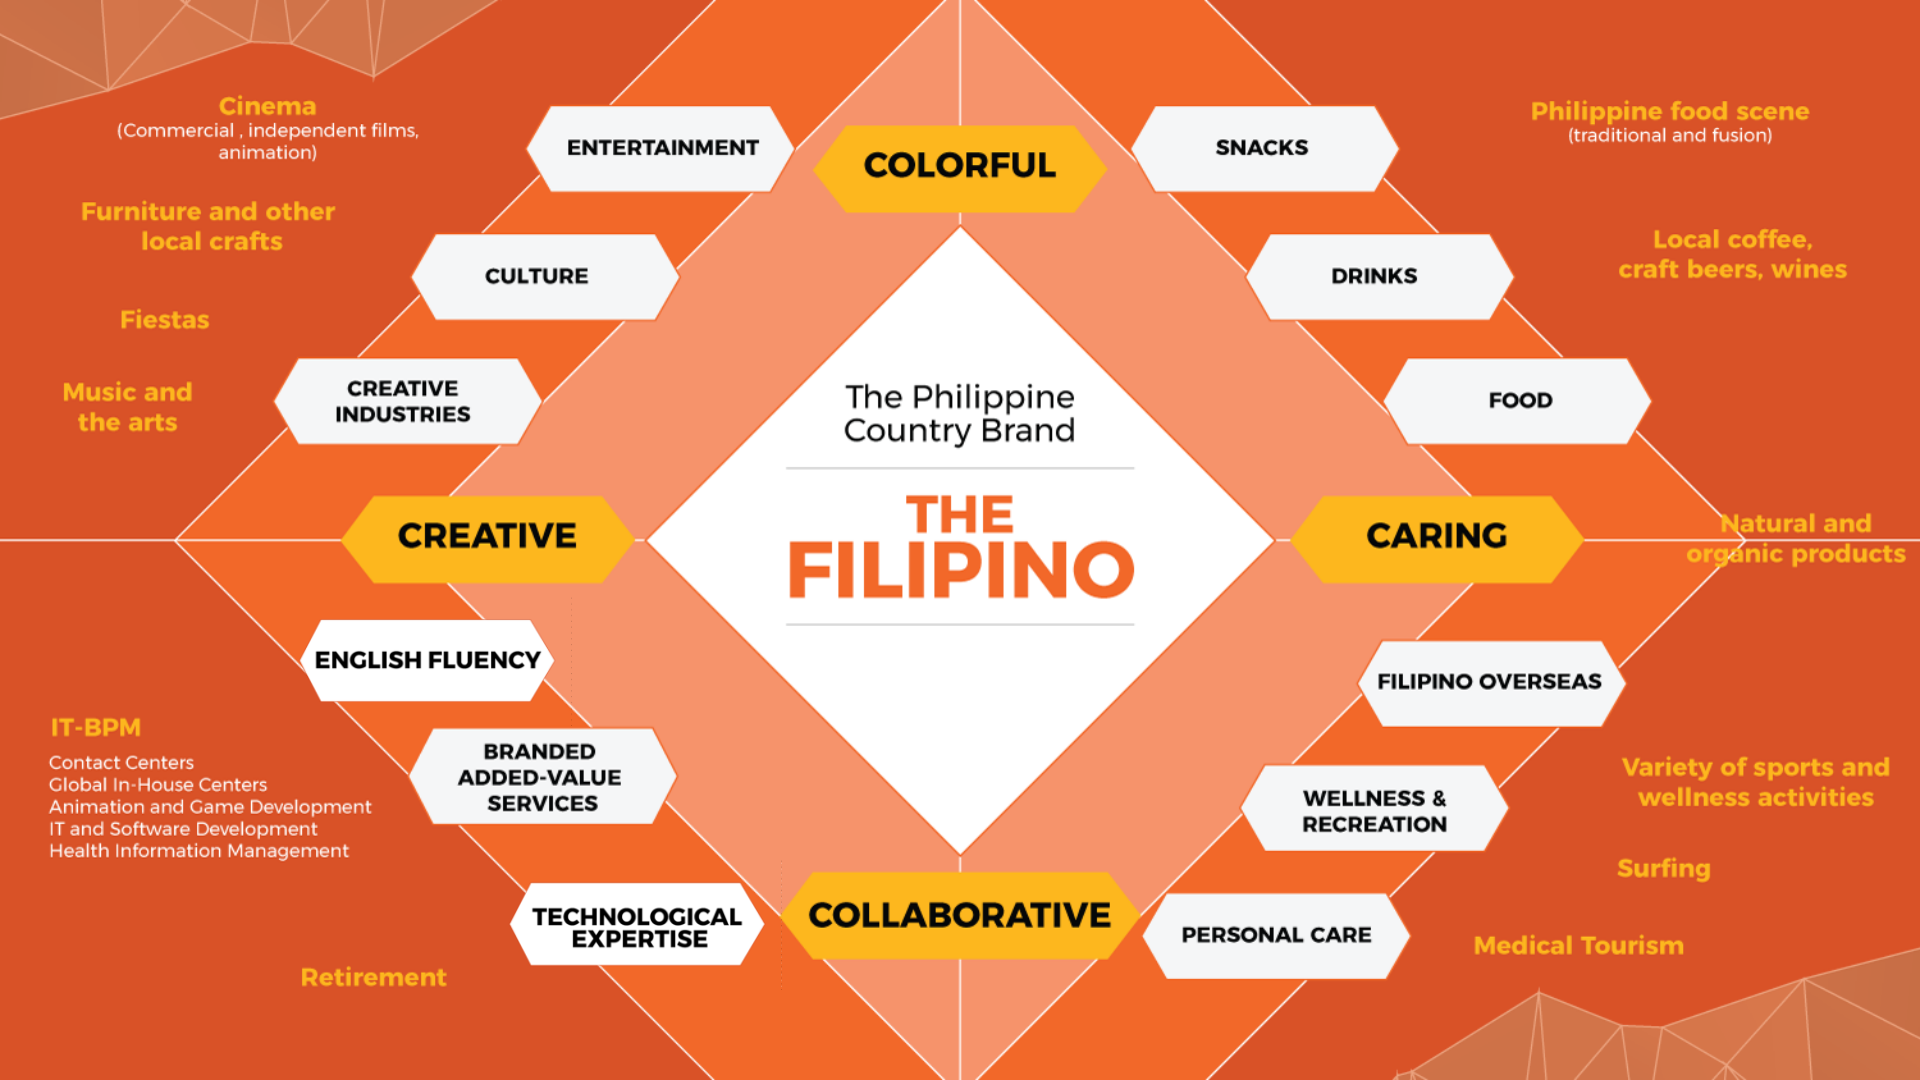 Cinema
(Commercial , independent films,
animation)
Furniture and other
local crafts
Fiestas
Music and
the arts
ENTERTAINMENT
CULTURE
CREATIVE
INDUSTRIES
COLORFUL
SNACKS
DRINKS
FOOD
Philippine food scene
(traditional and fusion)
Local coffee,
craft beers, wines
Natural and
organic products
The Philippine
Country Brand
THE
FILIPINO
CREATIVE
CARING
ENGLISH FLUENCY
BRANDED
ADDED-VALUE
SERVICES
TECHNOLOGICAL
EXPERTISE
IT-BPM
Contact Centers
Global In-House Centers
Animation and Game Development
IT and Software Development
Health Information Management
Retirement
COLLABORATIVE
FILIPINO OVERSEAS
WELLNESS &
RECREATION
PERSONAL CARE
Variety of sports and
wellness activities
Surfing
Medical Tourism